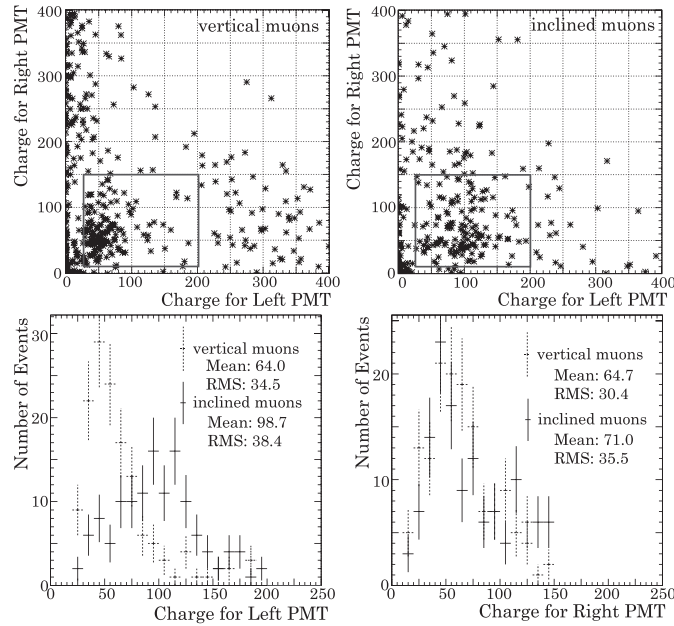 vertical muons
Charge for Right PMT
400
300
200
100
0
0
100
200
300
400
Charge for Left PMT
inclined muons
Charge for Right PMT
400
300
200
100
0
0
100
200
300
400
Charge for Left PMT
Number of Events
30
20
10
0
vertical muons
Mean: 64.0
RMS: 34.5
inclined muons
Mean: 98.7
RMS: 38.4
0
50
100
150
200
250
Charge for Left PMT
Number of Events
20
10
0
vertical muons
Mean: 64.7
RMS: 30.4
inclined muons
Mean: 71.0
RMS: 35.5
0
50
100
150
200
250
Charge for Right PMT